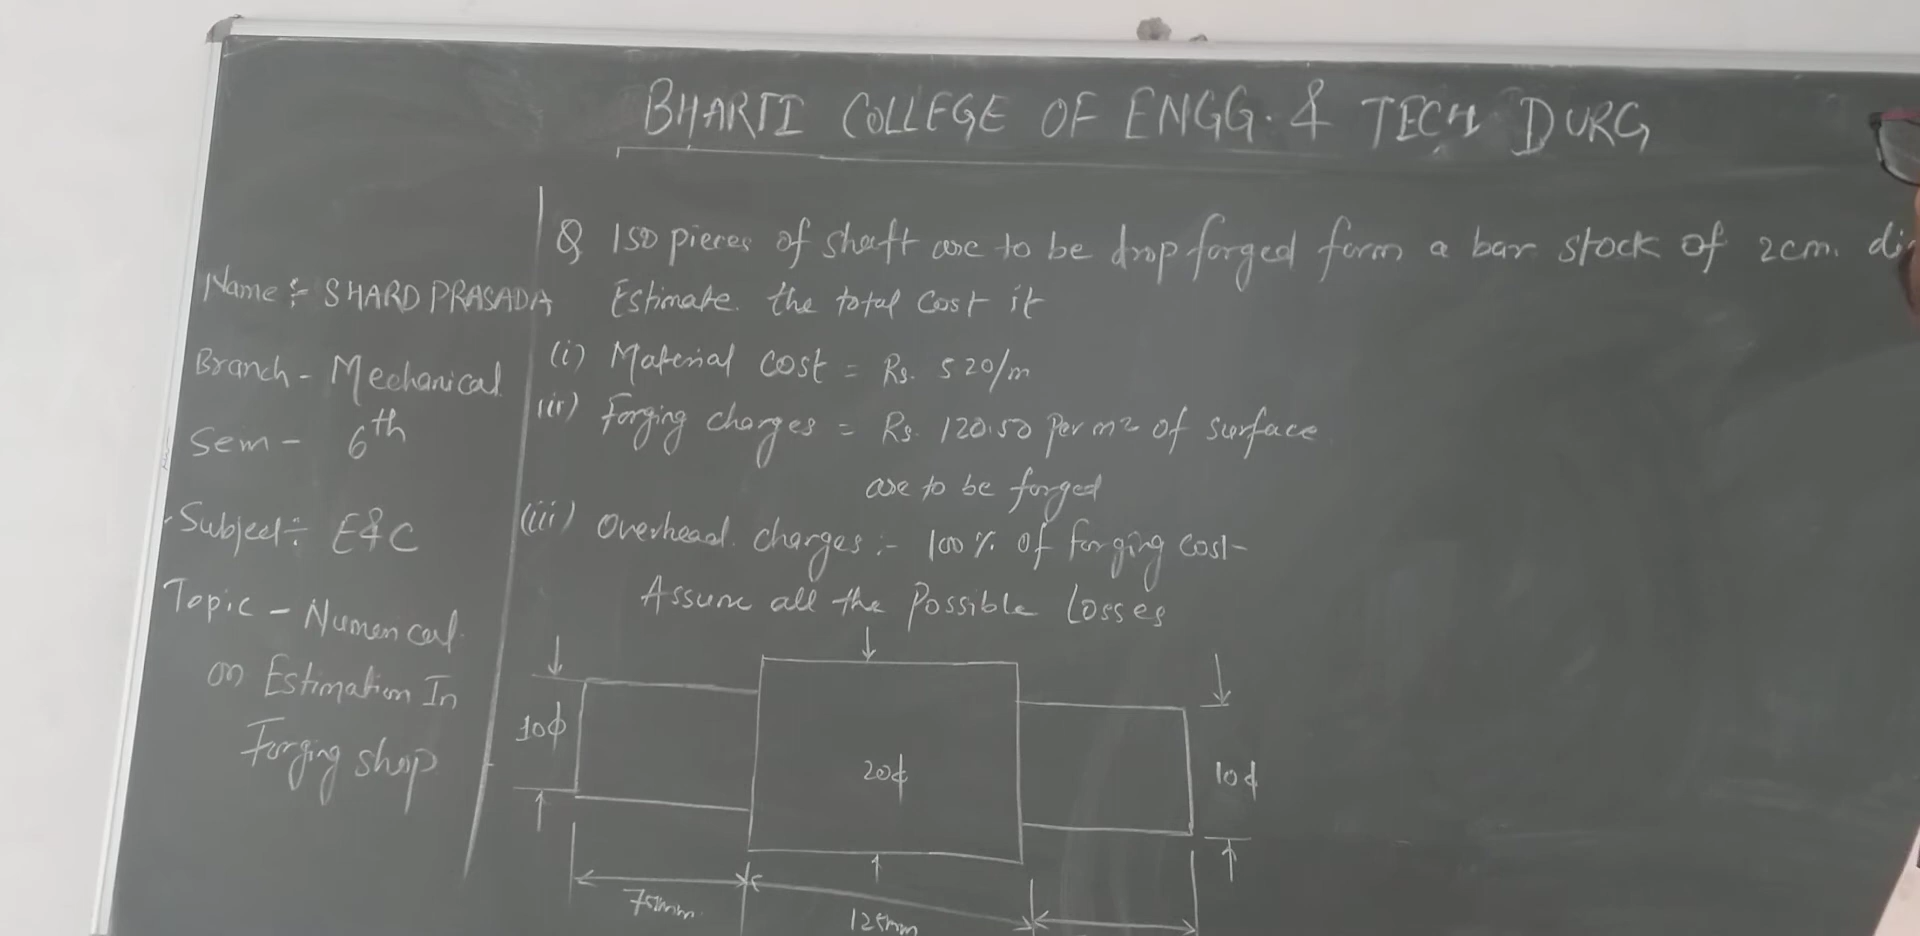 BHARTI COLLEGE OF ENGG. & TECH DURG
Name :- SHARD PRASADA
Branch - Mechanical
Sem - 6th
Subject :- E&C
Topic - Numerical
on Estimation In
Forging shop
Q 150 pieces of shaft are to be drop forged form a bar stock of 2cm.
Estimate the total cost it
(i) Material cost = Rs. 520/m
(ii) Forging charges = Rs. 120.50 Per m2 of surface
are to be forged
(iii) Overhead charges :- 100% of forging cost-
Assume all the Possible Losses
10ϕ
20ϕ
10ϕ
75mm
125mm